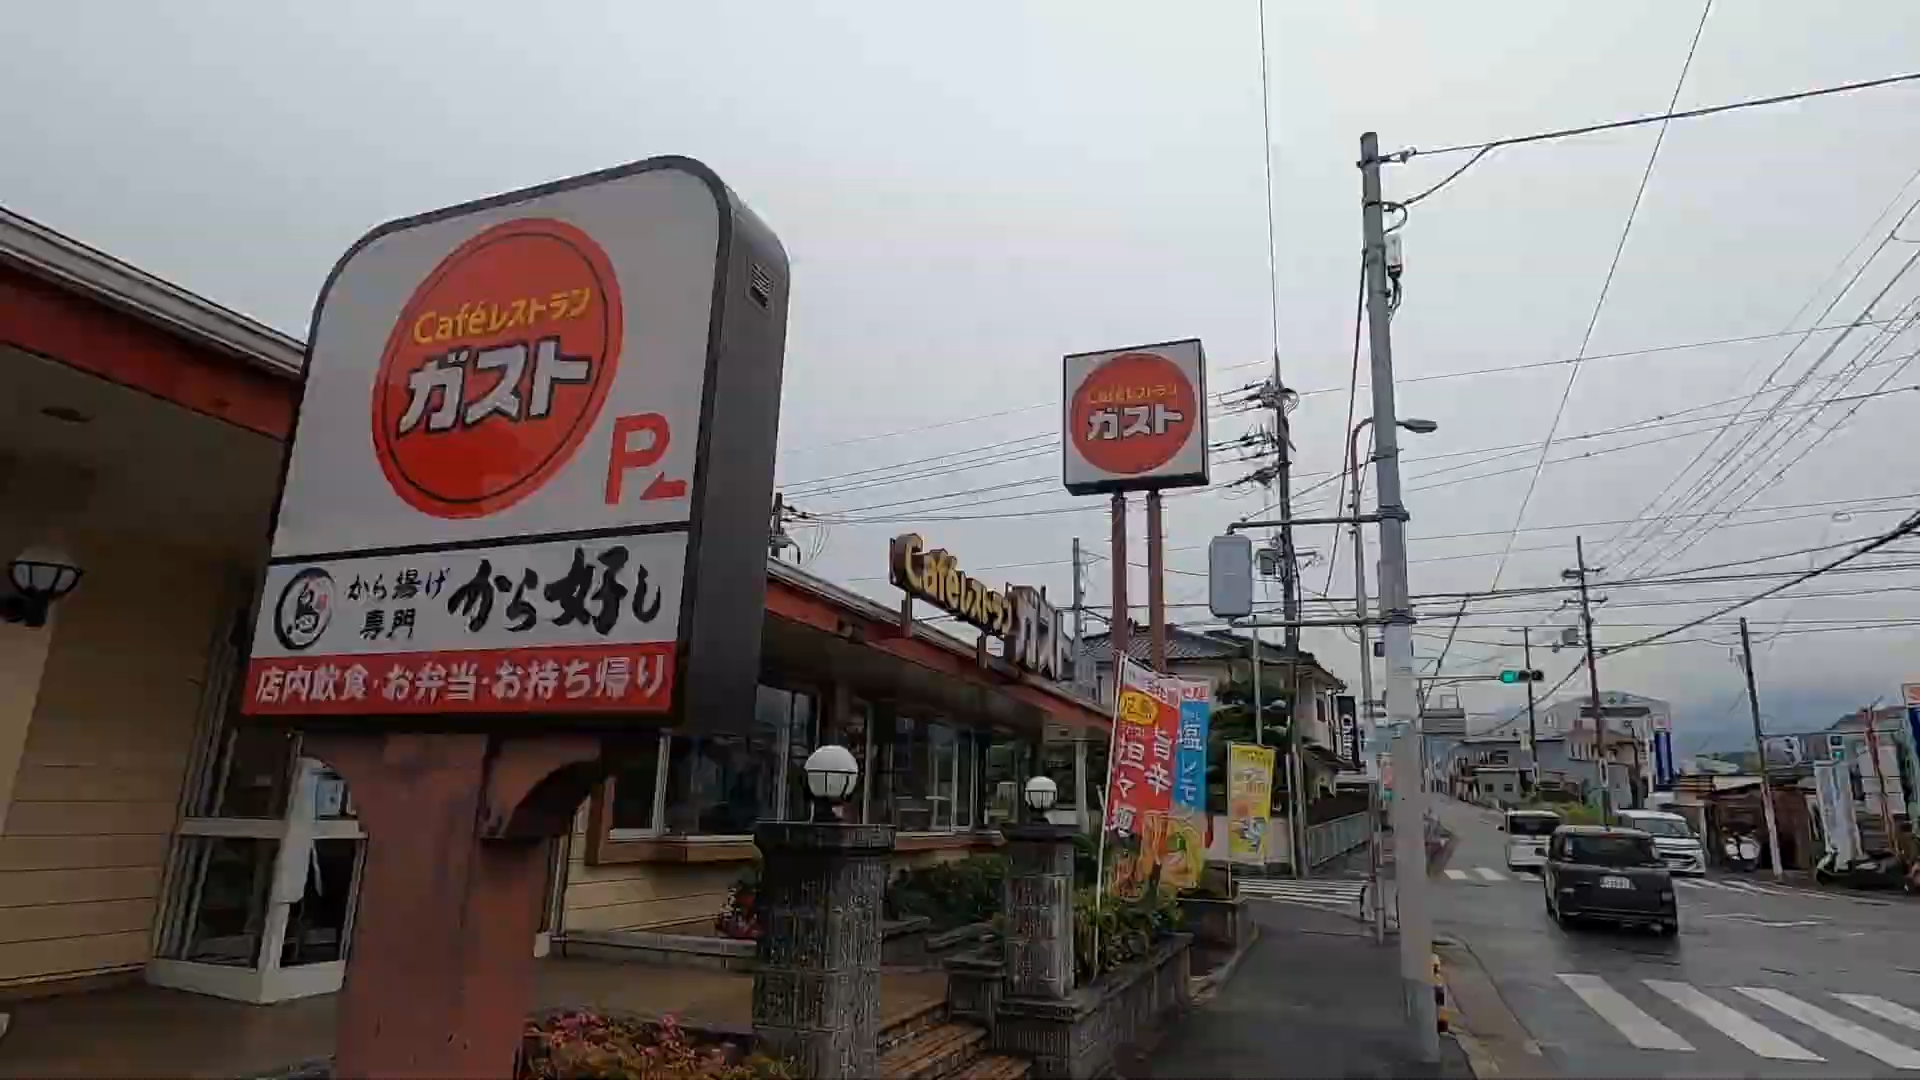 Caféレストラン
ガスト
P
鳥
から揚げ
専門
から好し
店内飲食・お弁当・お持ち帰り
Caféレストラン
ガスト
Caféレストラン ガスト
旨辛
担々麺
塩